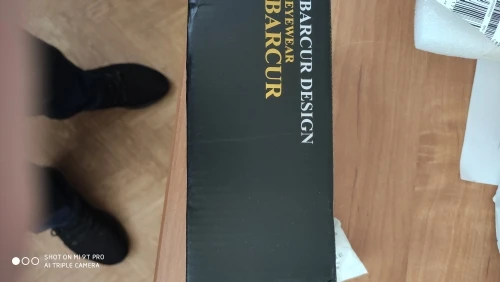 BARCUR DESIGN
EYEWEAR
BARCUR
SHOT ON MI 9T PRO
AI TRIPLE CAMERA